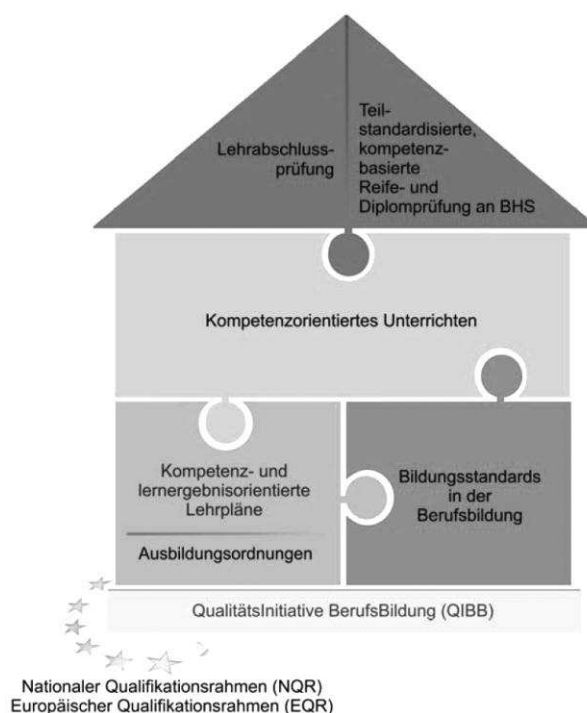 Lehrabschluss-
prüfung
Teil-
standardisierte,
kompetenz-
basierte
Reife- und
Diplomprüfung an BHS
Kompetenzorientiertes Unterrichten
Kompetenz- und
lernergebnisorientierte
Lehrpläne
Ausbildungsordnungen
Bildungsstandards
in der
Berufsbildung
QualitätsInitiative BerufsBildung (QIBB)
Nationaler Qualifikationsrahmen (NQR)
Europäischer Qualifikationsrahmen (EQR)